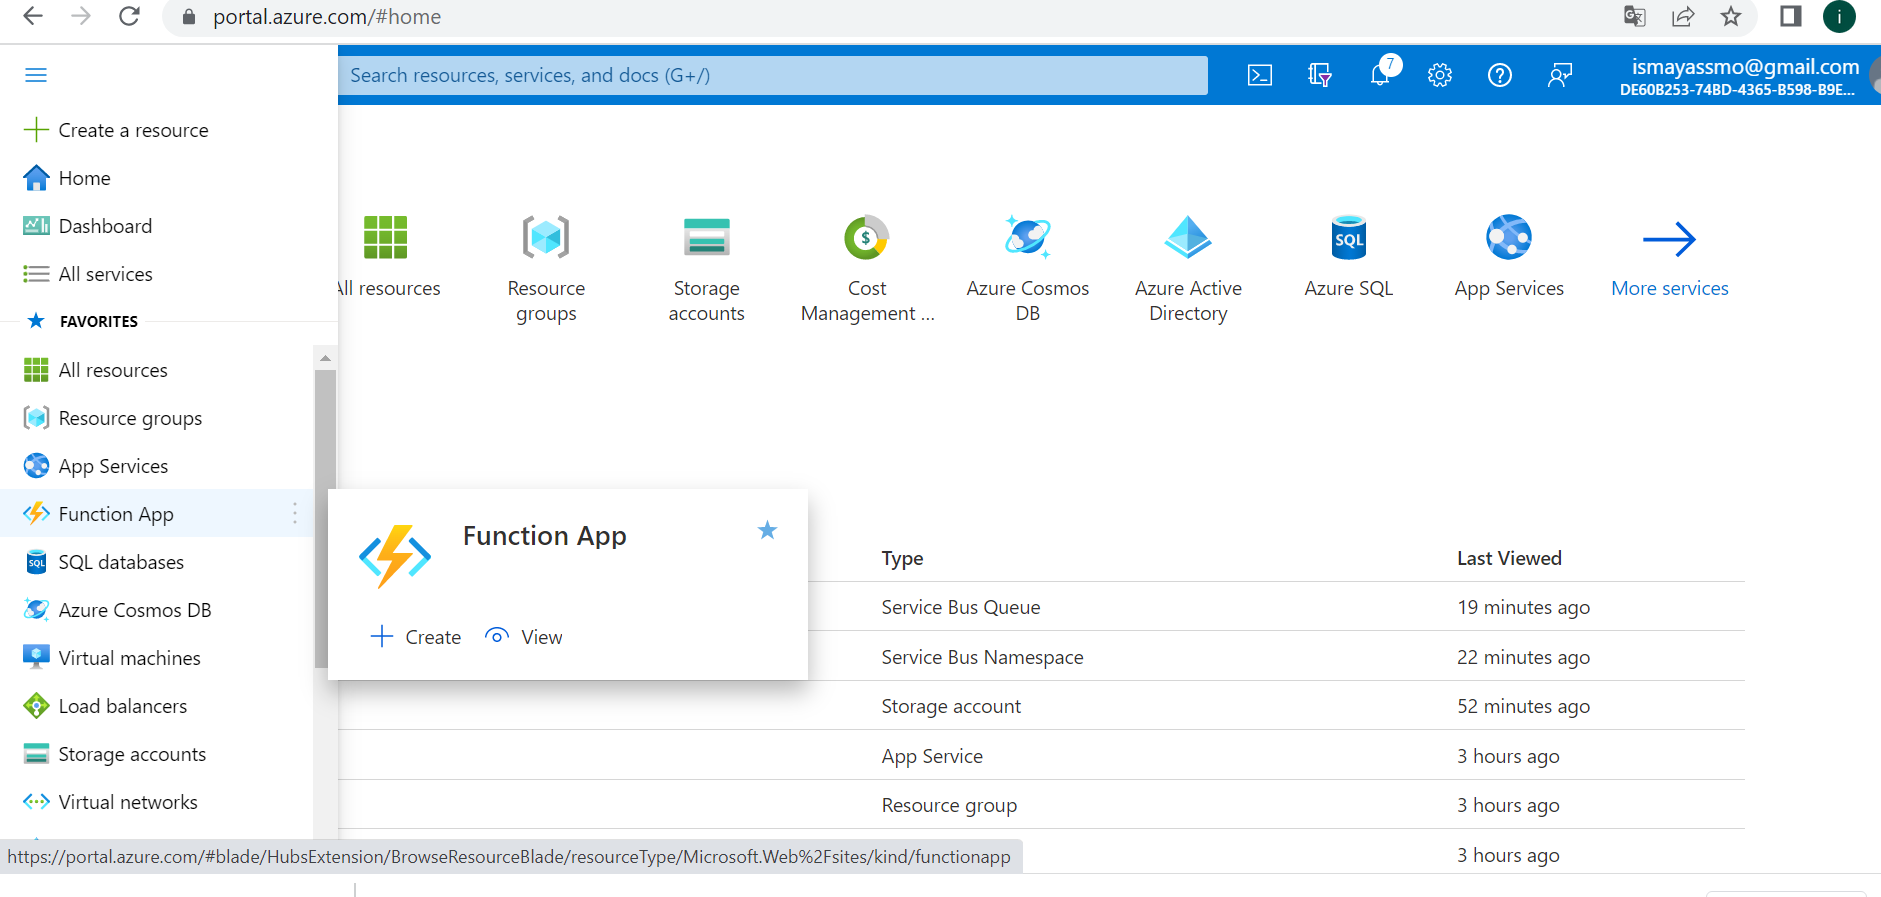 portal.azure.com/#home
i
Search resources, services, and docs (G+/)
7
ismayassmo@gmail.com
DE60B253-74BD-4365-B598-B9E...
Create a resource
Home
Dashboard
All services
FAVORITES
All resources
Resource groups
App Services
Function App
SQL databases
Azure Cosmos DB
Virtual machines
Load balancers
Storage accounts
Virtual networks
All resources
Resource
groups
Storage
accounts
$
Cost
Management ...
Azure Cosmos
DB
Azure Active
Directory
SQL
Azure SQL
App Services
More services
Function App
Create
View
Type
Last Viewed
Service Bus Queue
19 minutes ago
Service Bus Namespace
22 minutes ago
Storage account
52 minutes ago
App Service
3 hours ago
Resource group
3 hours ago
3 hours ago
https://portal.azure.com/#blade/HubsExtension/BrowseResourceBlade/resourceType/Microsoft.Web%2Fsites/kind/functionapp